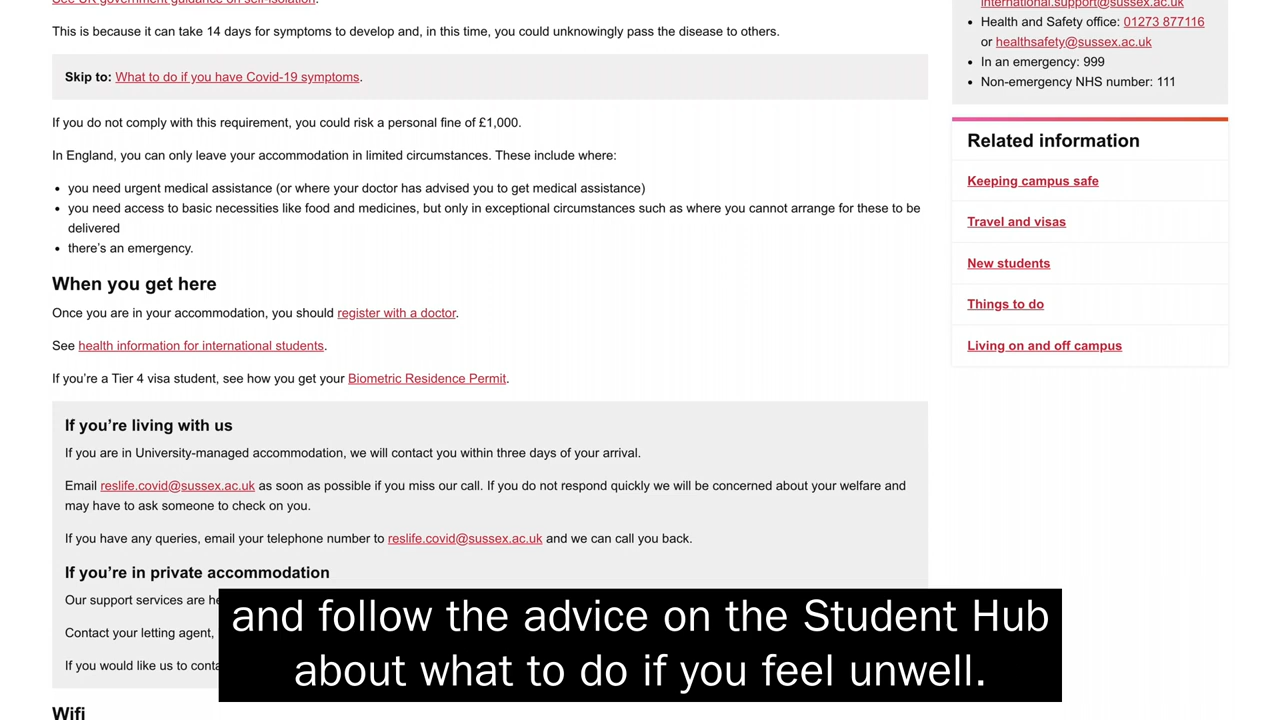 See UK government guidance on self-isolation.
This is because it can take 14 days for symptoms to develop and, in this time, you could unknowingly pass the disease to others.
Skip to: What to do if you have Covid-19 symptoms.
If you do not comply with this requirement, you could risk a personal fine of £1,000.
In England, you can only leave your accommodation in limited circumstances. These include where:
• you need urgent medical assistance (or where your doctor has advised you to get medical assistance)
• you need access to basic necessities like food and medicines, but only in exceptional circumstances such as where you cannot arrange for these to be
delivered
• there's an emergency.
When you get here
Once you are in your accommodation, you should register with a doctor.
See health information for international students.
If you're a Tier 4 visa student, see how you get your Biometric Residence Permit.
If you're living with us
If you are in University-managed accommodation, we will contact you within three days of your arrival.
Email reslife.covid@sussex.ac.uk as soon as possible if you miss our call. If you do not respond quickly we will be concerned about your welfare and
may have to ask someone to check on you.
If you have any queries, email your telephone number to reslife.covid@sussex.ac.uk and we can call you back.
If you're in private accommodation
Our support services are
Contact your letting agent,
If you would like us to
Wifi
international.support@sussex.ac.uk
• Health and Safety office: 01273 877116
or healthsafety@sussex.ac.uk
• In an emergency: 999
• Non-emergency NHS number: 111
Related information
Keeping campus safe
Travel and visas
New students
Things to do
Living on and off campus
and follow the advice on the Student Hub
about what to do if you feel unwell.